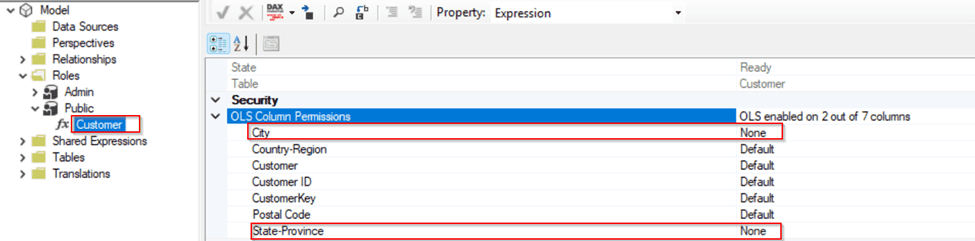 Model
Data Sources
Perspectives
Relationships
Roles
Admin
Public
fx Customer
Shared Expressions
Tables
Translations
DAX Property: Expression
State Ready
Table Customer
Security
OLS Column Permissions OLS enabled on 2 out of 7 columns
City None
Country-Region Default
Customer Default
Customer ID Default
CustomerKey Default
Postal Code Default
State-Province None